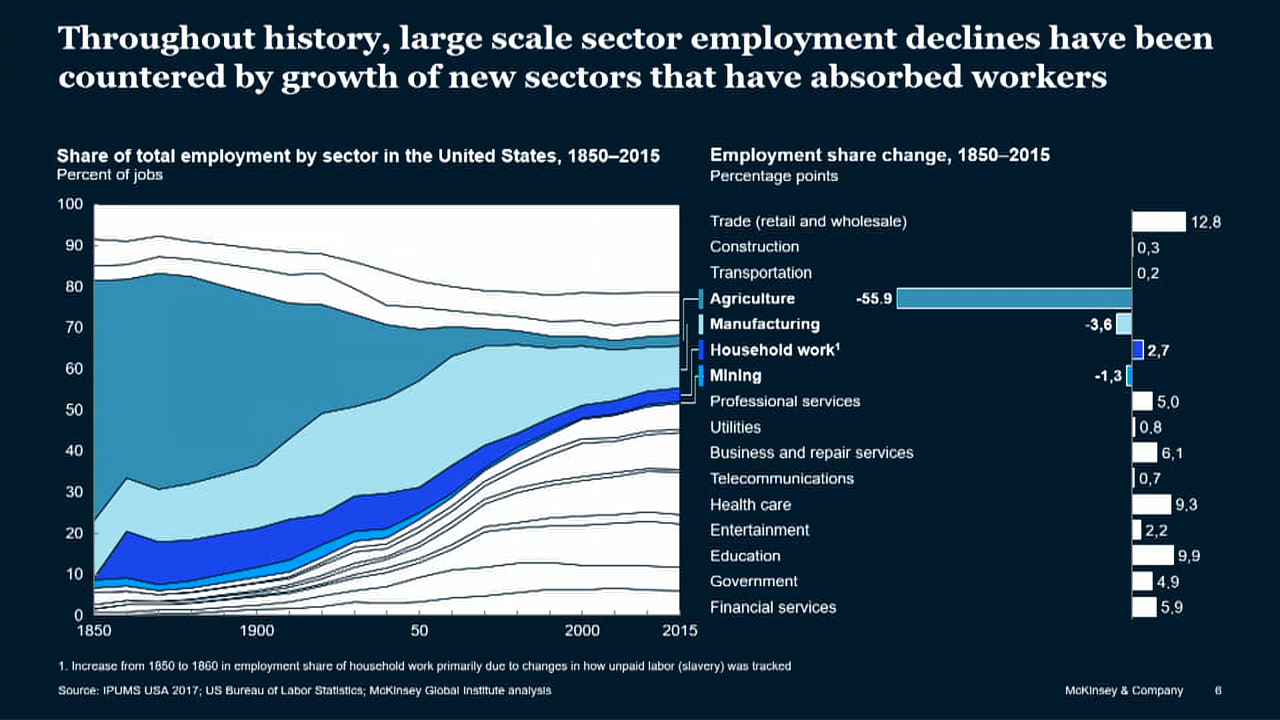 Throughout history, large scale sector employment declines have been
countered by growth of new sectors that have absorbed workers
Share of total employment by sector in the United States, 1850–2015
Percent of jobs
100
90
80
70
60
50
40
30
20
10
0
1850
1900
50
2000
2015
Employment share change, 1850–2015
Percentage points
Trade (retail and wholesale) 12,8
Construction 0,3
Transportation 0,2
Agriculture -55.9
Manufacturing -3,6
Household work¹ 2,7
Mining -1,3
Professional services 5,0
Utilities 0,8
Business and repair services 6,1
Telecommunications 0,7
Health care 9,3
Entertainment 2,2
Education 9,9
Government 4,9
Financial services 5,9
1. Increase from 1850 to 1860 in employment share of household work primarily due to changes in how unpaid labor (slavery) was tracked
Source: IPUMS USA 2017; US Bureau of Labor Statistics; McKinsey Global Institute analysis
McKinsey & Company 6